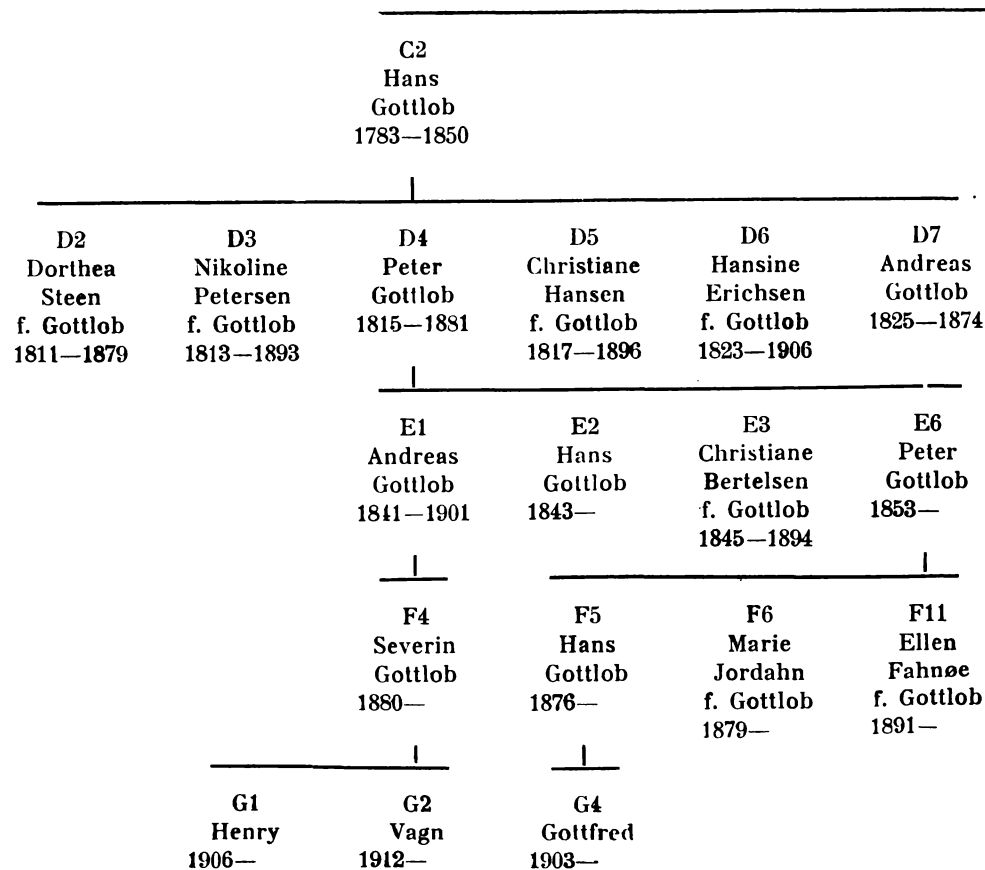 C2
Hans
Gottlob
1783—1850
D2
Dorthea
Steen
f. Gottlob
1811—1879
D3
Nikoline
Petersen
f. Gottlob
1813—1893
D4
Peter
Gottlob
1815—1881
D5
Christiane
Hansen
f. Gottlob
1817—1896
D6
Hansine
Erichsen
f. Gottlob
1823—1906
D7
Andreas
Gottlob
1825—1874
E1
Andreas
Gottlob
1841—1901
E2
Hans
Gottlob
1843—
E3
Christiane
Bertelsen
f. Gottlob
1845—1894
E6
Peter
Gottlob
1853—
F4
Severin
Gottlob
1880—
F5
Hans
Gottlob
1876—
F6
Marie
Jordahn
f. Gottlob
1879—
F11
Ellen
Fahnøe
f. Gottlob
1891—
G1
Henry
1906—
G2
Vagn
1912—
G4
Gottfred
1903—